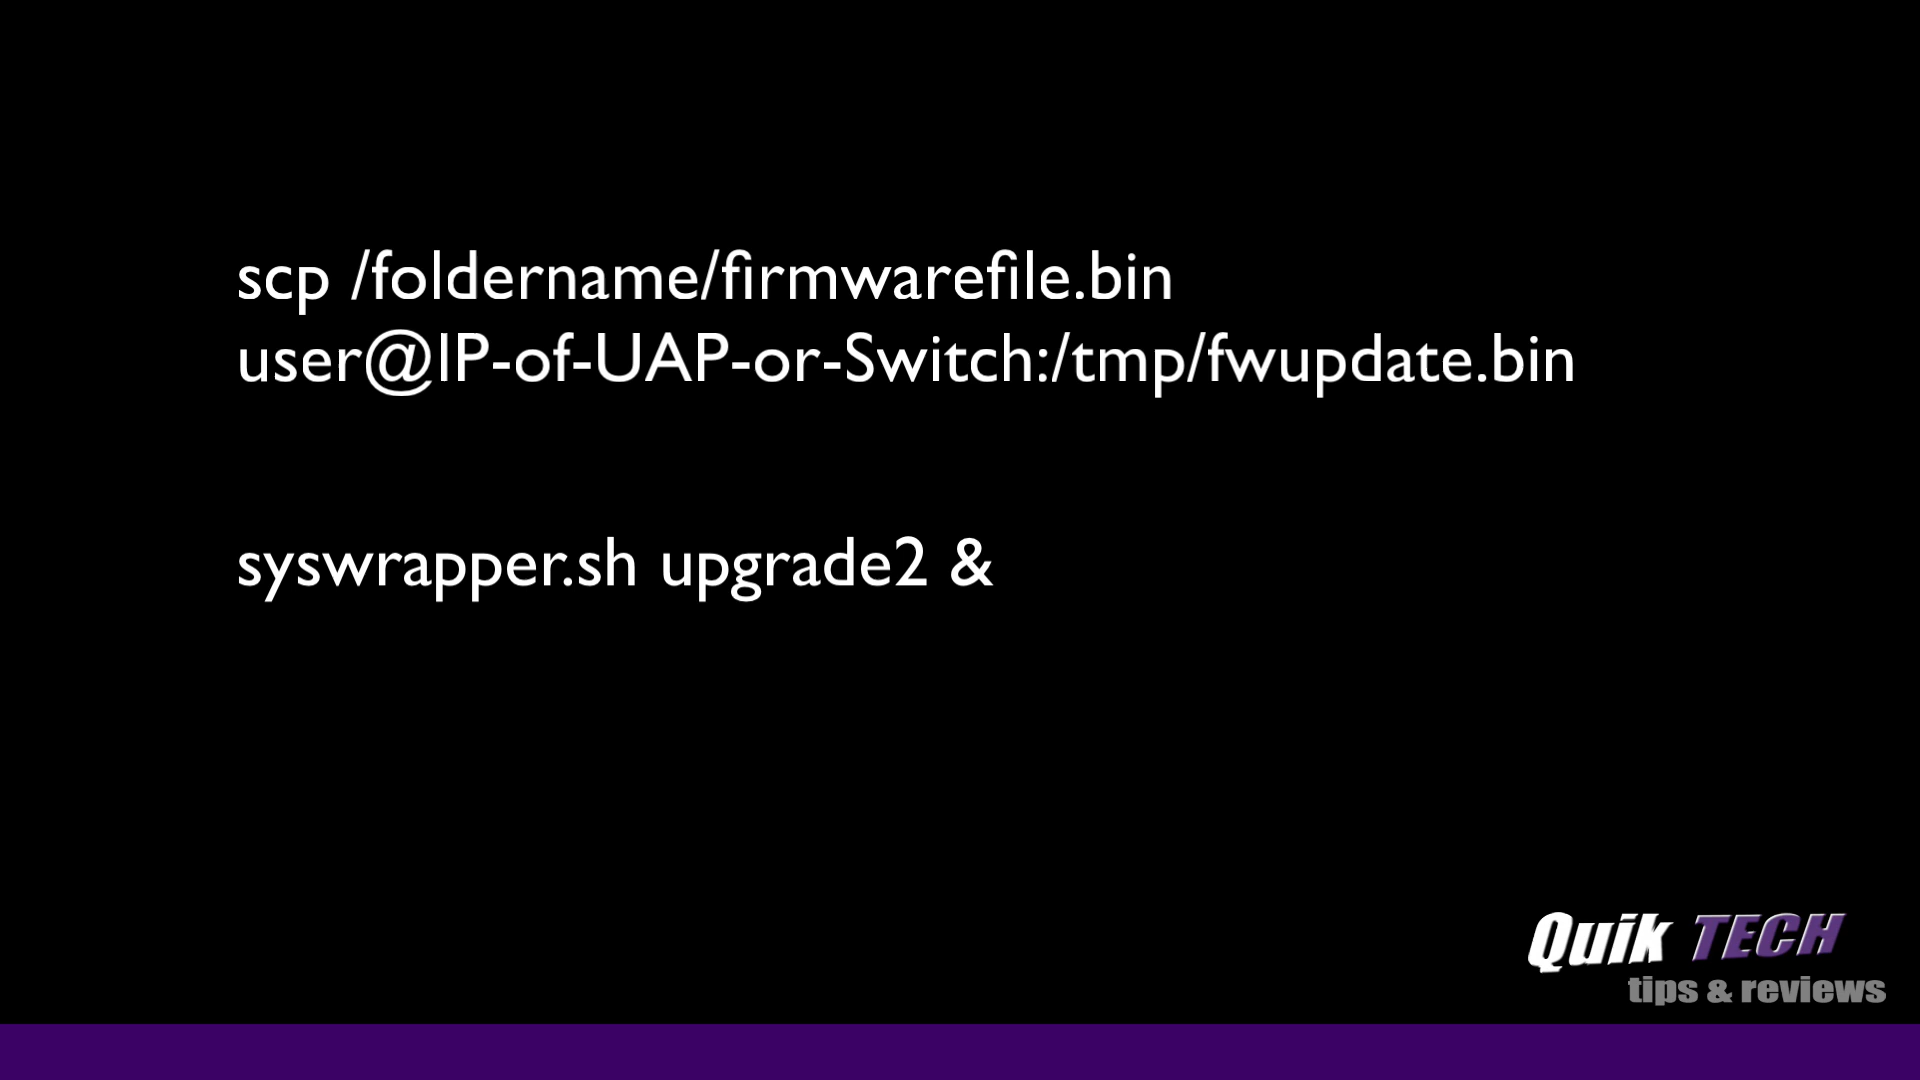 scp /foldername/firmwarefile.bin
user@IP-of-UAP-or-Switch:/tmp/fwupdate.bin
syswrapper.sh upgrade2 &
Quik TECH
tips & reviews